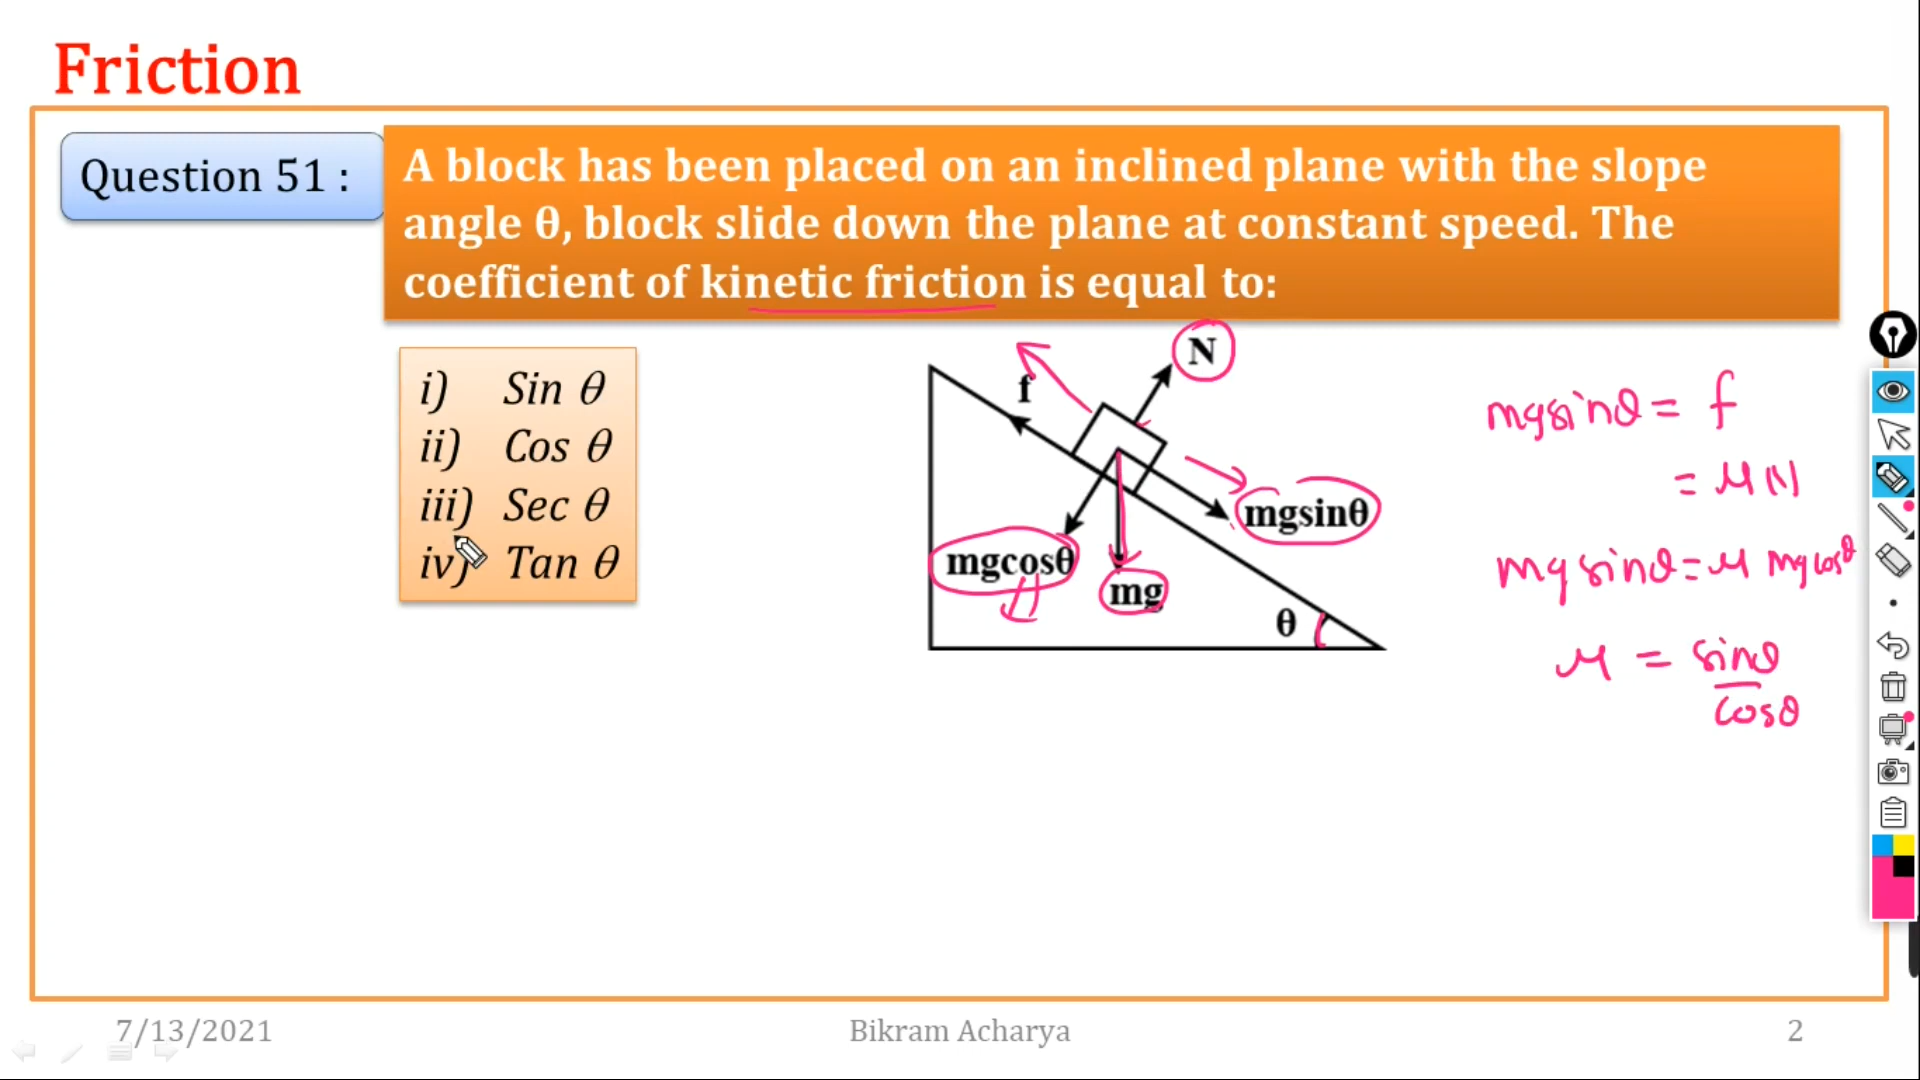 Friction
Question 51 :
A block has been placed on an inclined plane with the slope
angle θ, block slide down the plane at constant speed. The
coefficient of kinetic friction is equal to:
i) Sin θ
ii) Cos θ
iii) Sec θ
iv) Tan θ
N
f
mgsinθ
mgcosθ
mg
θ
mgsinθ = f
= μN
mgsinθ = μ mgcosθ
μ = sinθ
cosθ
7/13/2021
Bikram Acharya
2